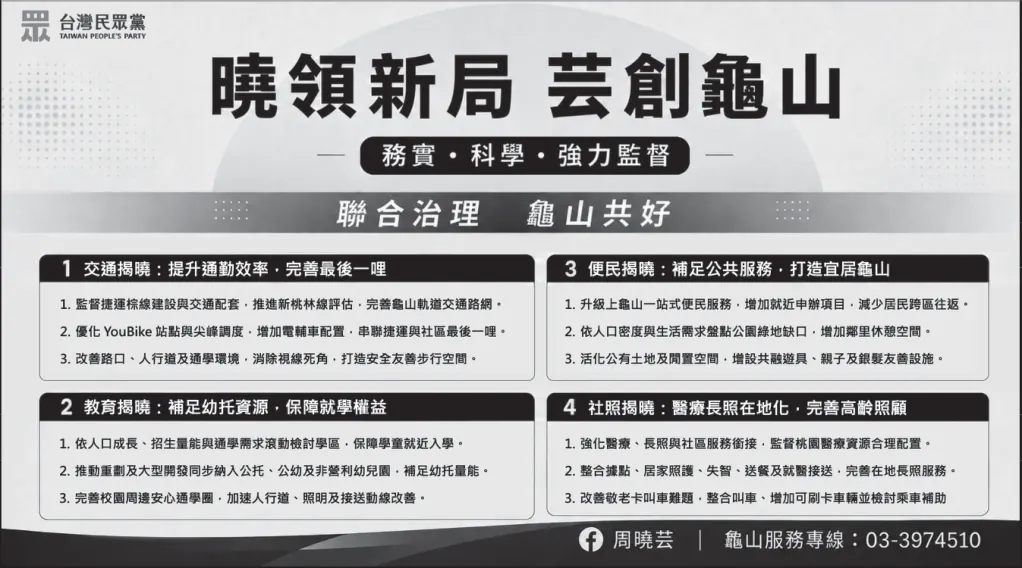 眾 台灣民眾黨
TAIWAN PEOPLE'S PARTY
曉領新局 芸創龜山
務實・科學・強力監督
聯合治理 龜山共好
1 交通揭曉：提升通勤效率，完善最後一哩
1. 監督捷運棕線建設與交通配套，推進新桃林線評估，完善龜山軌道交通路網。
2. 優化 YouBike 站點與尖峰調度，增加電輔車配置，串聯捷運與社區最後一哩。
3. 改善路口、人行道及通學環境，消除視線死角，打造安全友善步行空間。
2 教育揭曉：補足幼托資源，保障就學權益
1. 依人口成長、招生量能與通學需求滾動檢討學區，保障學童就近入學。
2. 推動重劃及大型開發同步納入公托、公幼及非營利幼兒園，補足幼托量能。
3. 完善校園周邊安心通學圈，加速人行道、照明及接送動線改善。
3 便民揭曉：補足公共服務，打造宜居龜山
1. 升級上龜山一站式便民服務，增加就近申辦項目，減少居民跨區往返。
2. 依人口密度與生活需求盤點公園綠地缺口，增加鄰里休憩空間。
3. 活化公有土地及閒置空間，增設共融遊具、親子及銀髮友善設施。
4 社照揭曉：醫療長照在地化，完善高齡照顧
1. 強化醫療、長照與社區服務銜接，監督桃園醫療資源合理配置。
2. 整合據點、居家照護、失智、送餐及就醫接送，完善在地長照服務。
3. 改善敬老卡叫車難題，整合叫車、增加可刷卡車輛並檢討乘車補助
周曉芸 ｜ 龜山服務專線：03-3974510